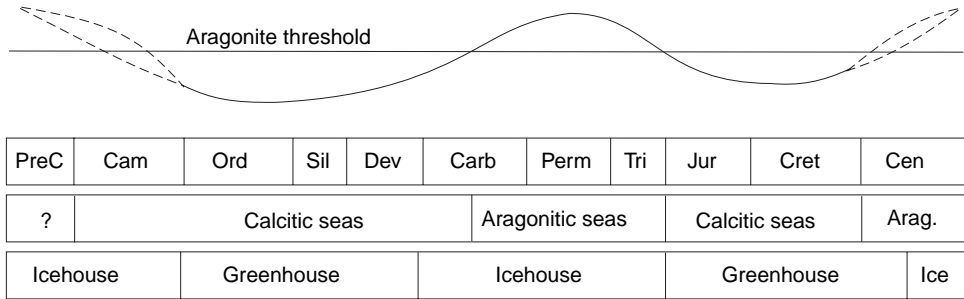 Aragonite threshold
PreC Cam Ord Sil Dev Carb Perm Tri Jur Cret Cen
? Calcitic seas Aragonitic seas Calcitic seas Arag.
Icehouse Greenhouse Icehouse Greenhouse Ice